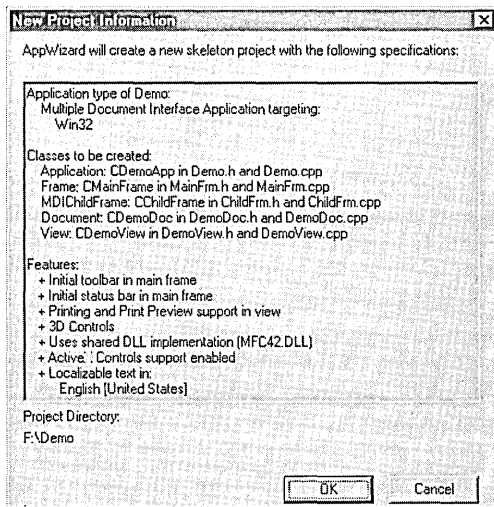 New Project Information
AppWizard will create a new skeleton project with the following specifications:
Application type of Demo:
Multiple Document Interface Application targeting:
Win32
Classes to be created:
Application: CDemoApp in Demo.h and Demo.cpp
Frame: CMainFrame in MainFrm.h and MainFrm.cpp
MDIChildFrame: CChildFrame in ChildFrm.h and ChildFrm.cpp
Document: CDemoDoc in DemoDoc.h and DemoDoc.cpp
View: CDemoView in DemoView.h and DemoView.cpp
Features:
+ Initial toolbar in main frame
+ Initial status bar in main frame
+ Printing and Print Preview support in view
+ 3D Controls
+ Uses shared DLL implementation (MFC42.DLL)
+ Active Controls support enabled
+ Localizable text in:
English [United States]
Project Directory:
F:\Demo
OK Cancel